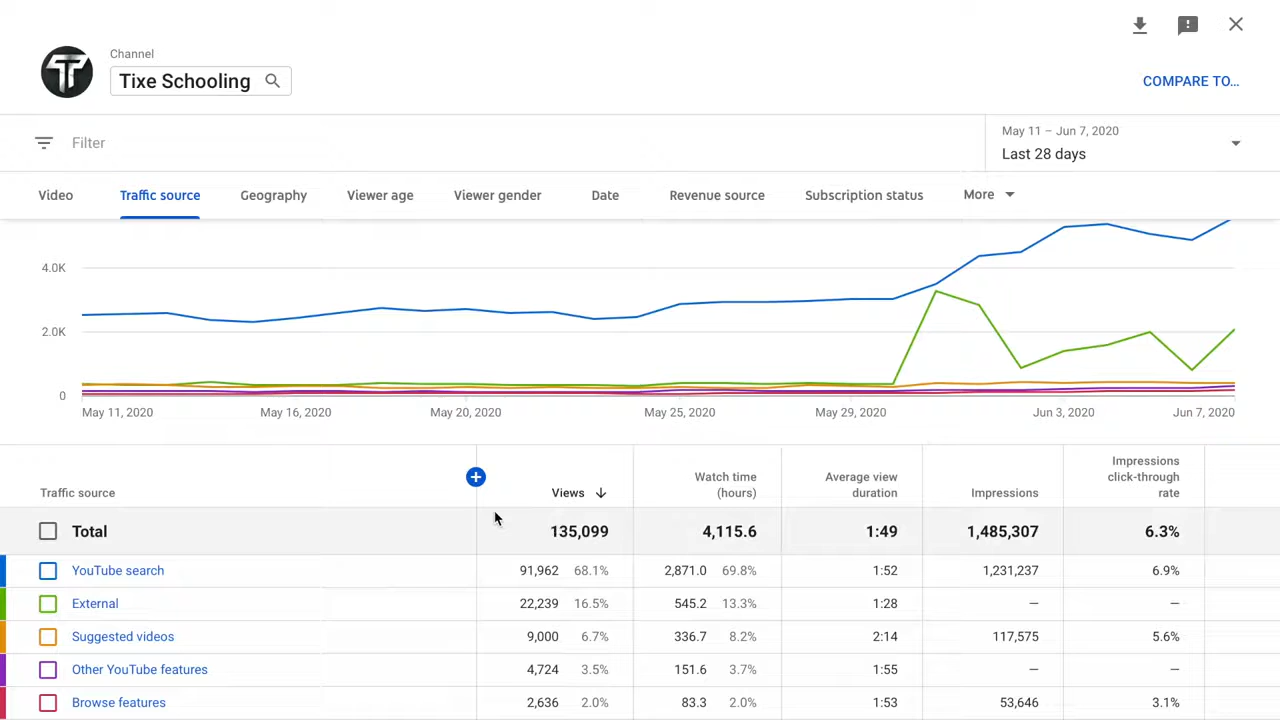 Channel
Tixe Schooling
COMPARE TO...
Filter
May 11 – Jun 7, 2020
Last 28 days
Video Traffic source Geography Viewer age Viewer gender Date Revenue source Subscription status More
4.0K
2.0K
0
May 11, 2020 May 16, 2020 May 20, 2020 May 25, 2020 May 29, 2020 Jun 3, 2020 Jun 7, 2020
Traffic source Views Watch time (hours) Average view duration Impressions Impressions click-through rate
Total 135,099 4,115.6 1:49 1,485,307 6.3%
YouTube search 91,962 68.1% 2,871.0 69.8% 1:52 1,231,237 6.9%
External 22,239 16.5% 545.2 13.3% 1:28 — —
Suggested videos 9,000 6.7% 336.7 8.2% 2:14 117,575 5.6%
Other YouTube features 4,724 3.5% 151.6 3.7% 1:55 — —
Browse features 2,636 2.0% 83.3 2.0% 1:53 53,646 3.1%